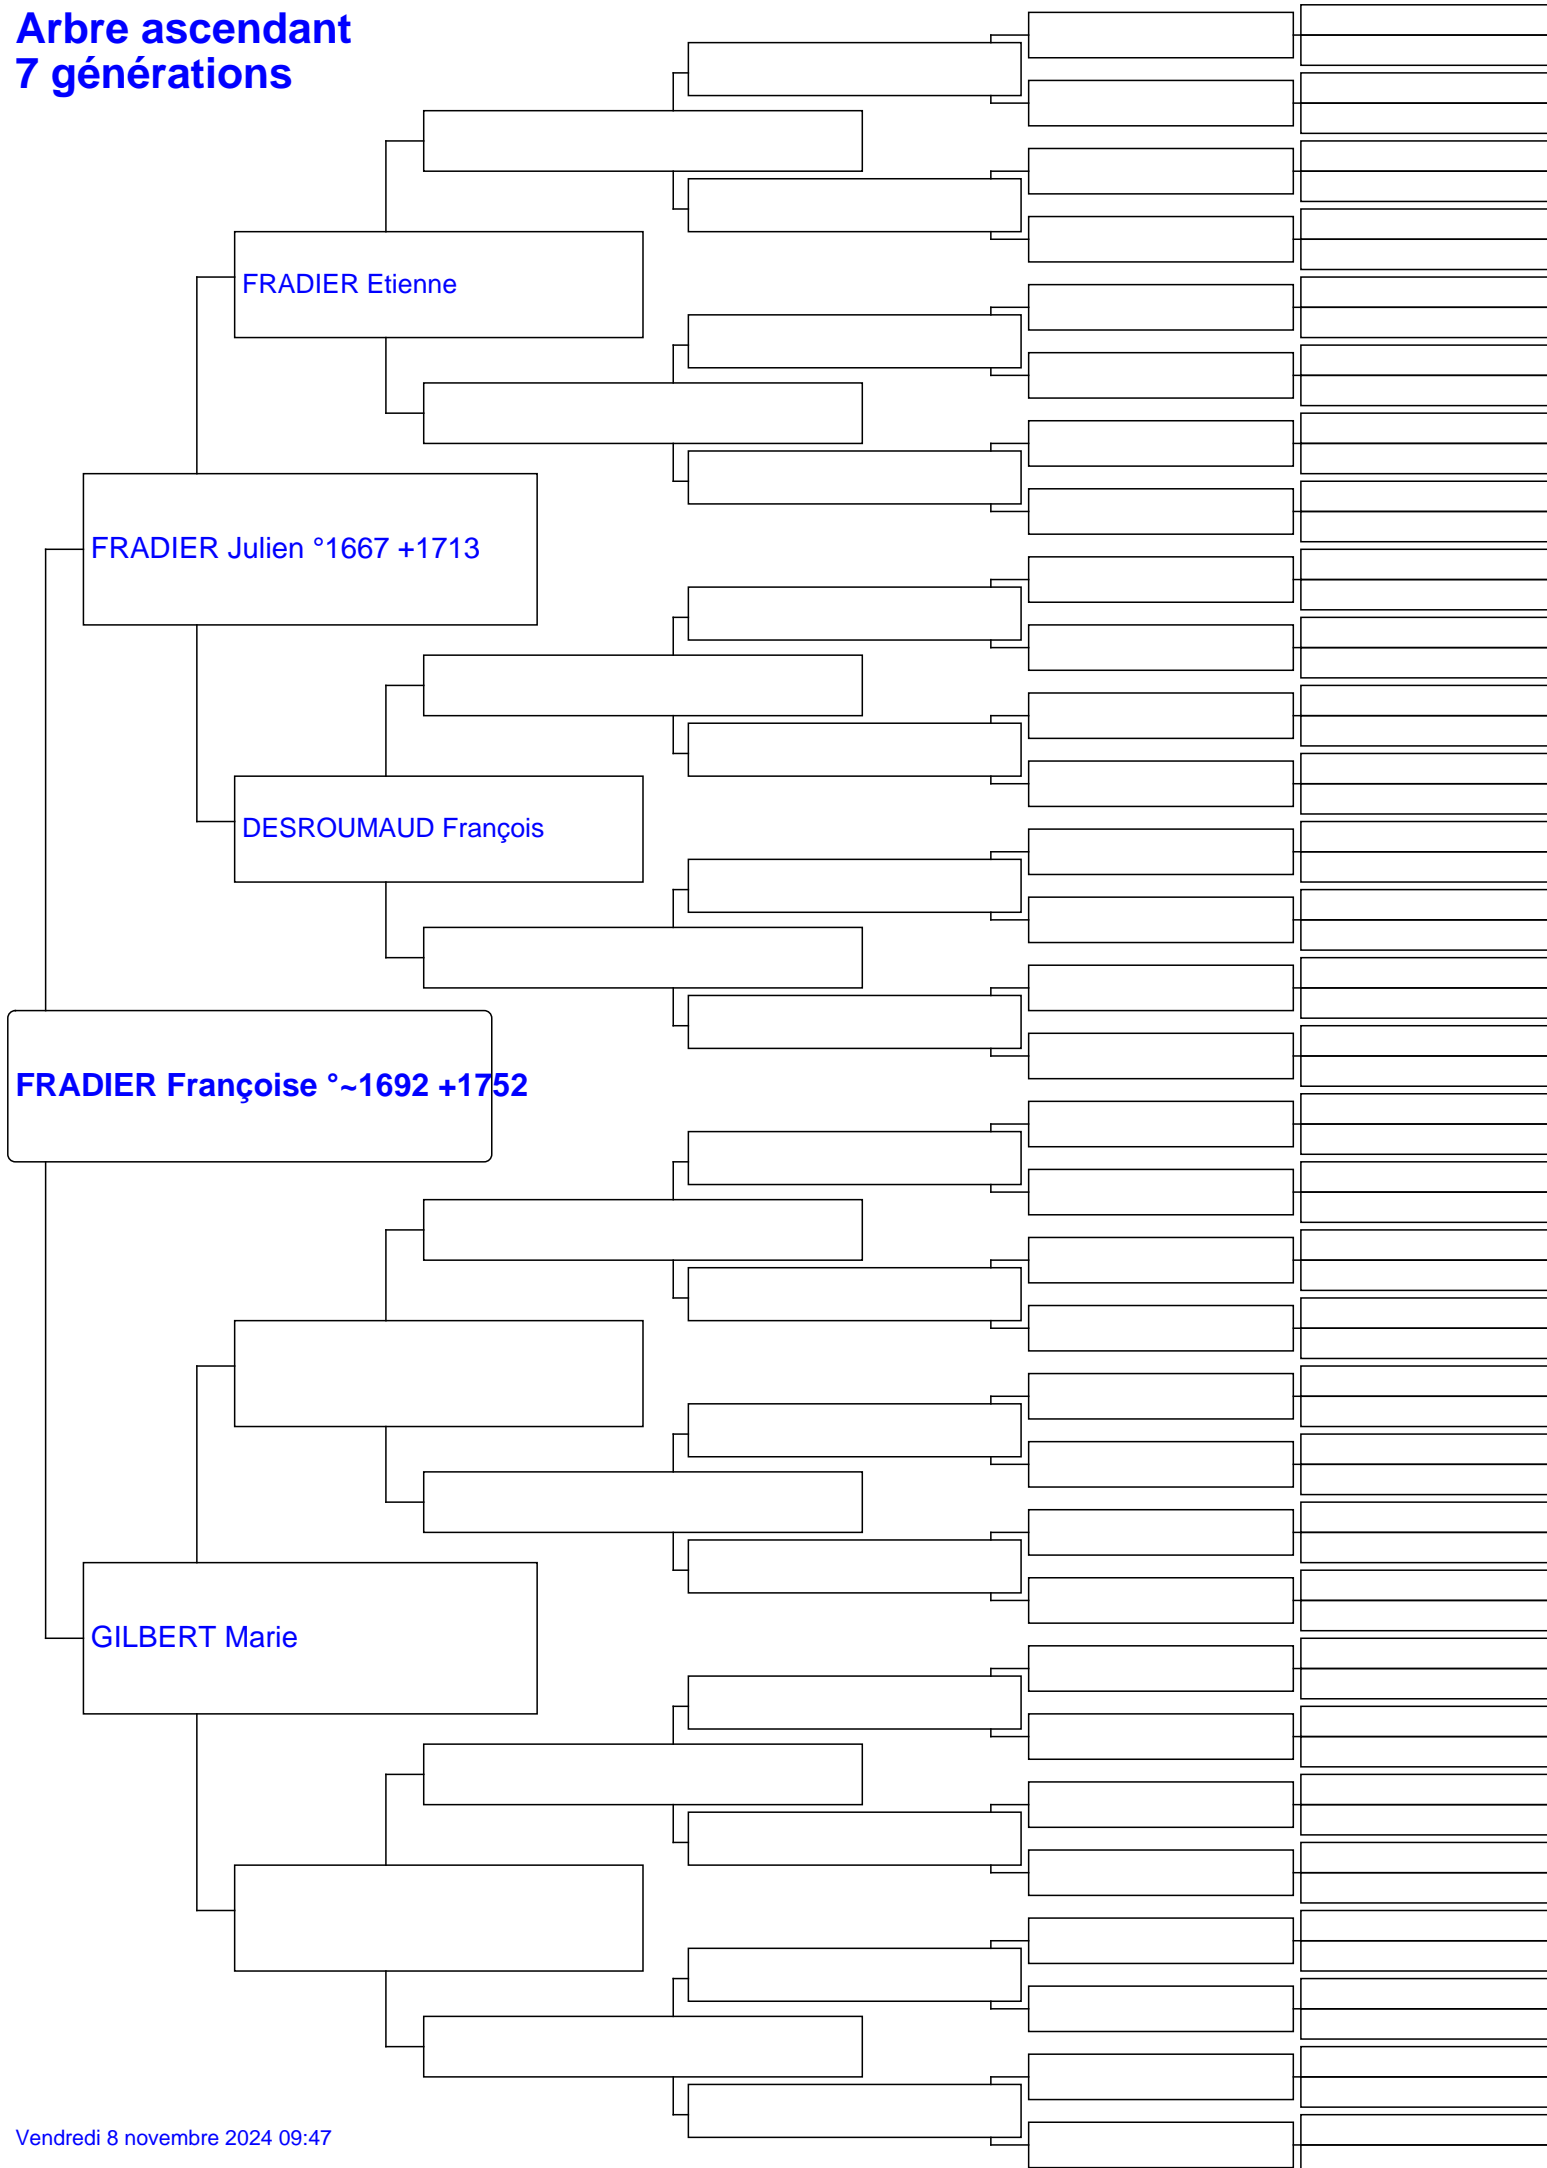 Arbre ascendant
7 générations
FRADIER Etienne
FRADIER Julien °1667 +1713
DESROUMAUD François
FRADIER Françoise °~1692 +1752
GILBERT Marie
Vendredi 8 novembre 2024 09:47